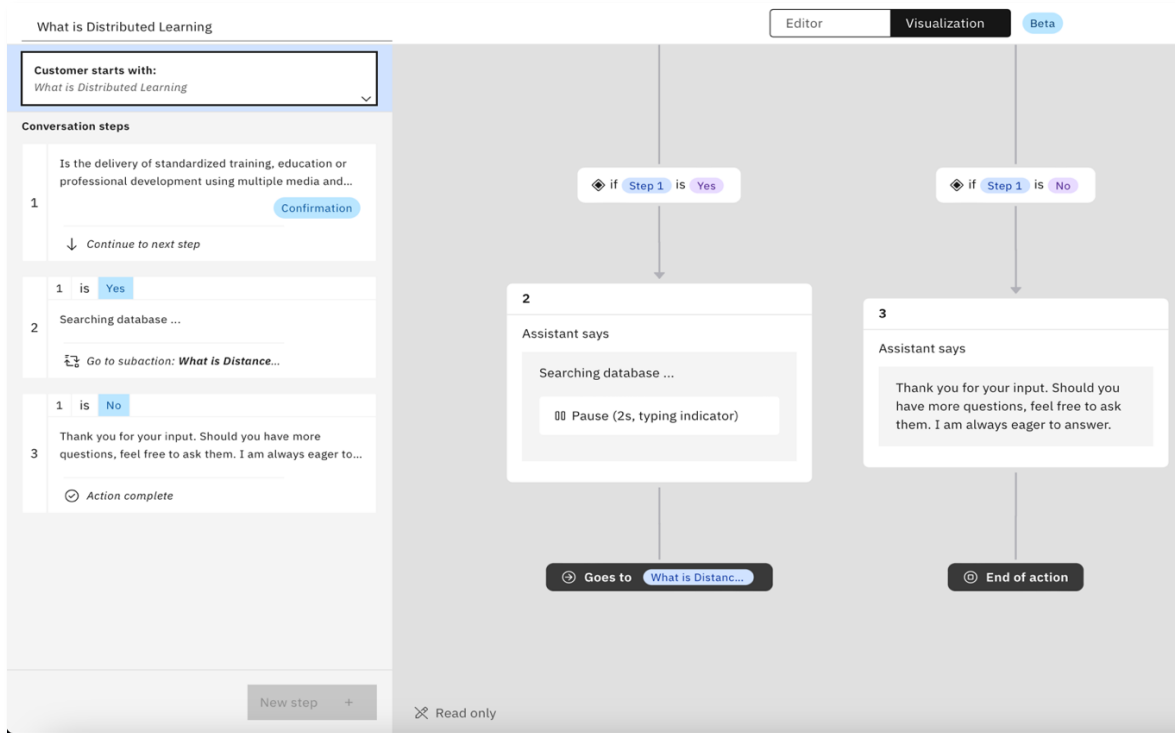 What is Distributed Learning
Editor
Visualization
Beta
Customer starts with:
What is Distributed Learning
Conversation steps
1
Is the delivery of standardized training, education or
professional development using multiple media and...
Confirmation
Continue to next step
2
1 is Yes
Searching database ...
Go to subaction: What is Distance...
3
1 is No
Thank you for your input. Should you have more
questions, feel free to ask them. I am always eager to...
Action complete
New step +
if Step 1 is Yes
2
Assistant says
Searching database ...
Pause (2s, typing indicator)
Goes to What is Distanc...
if Step 1 is No
3
Assistant says
Thank you for your input. Should you
have more questions, feel free to ask
them. I am always eager to answer.
End of action
Read only